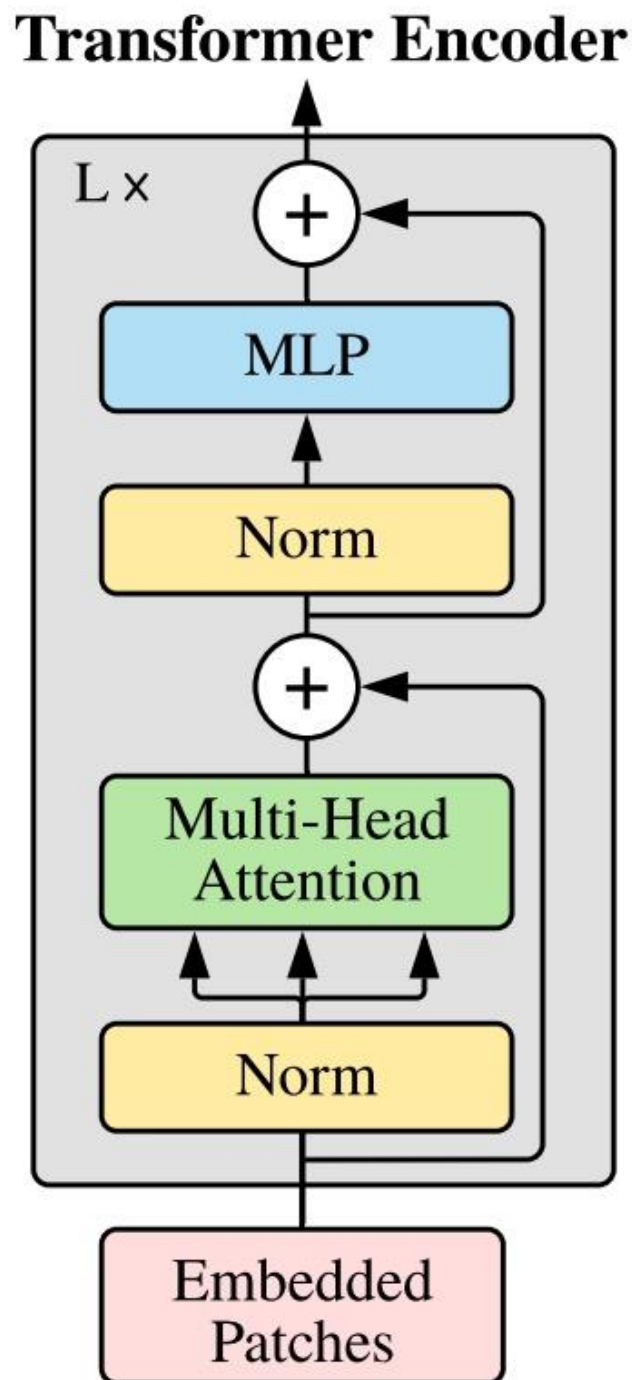 Transformer Encoder
L ×
+
MLP
Norm
+
Multi-Head
Attention
Norm
Embedded
Patches